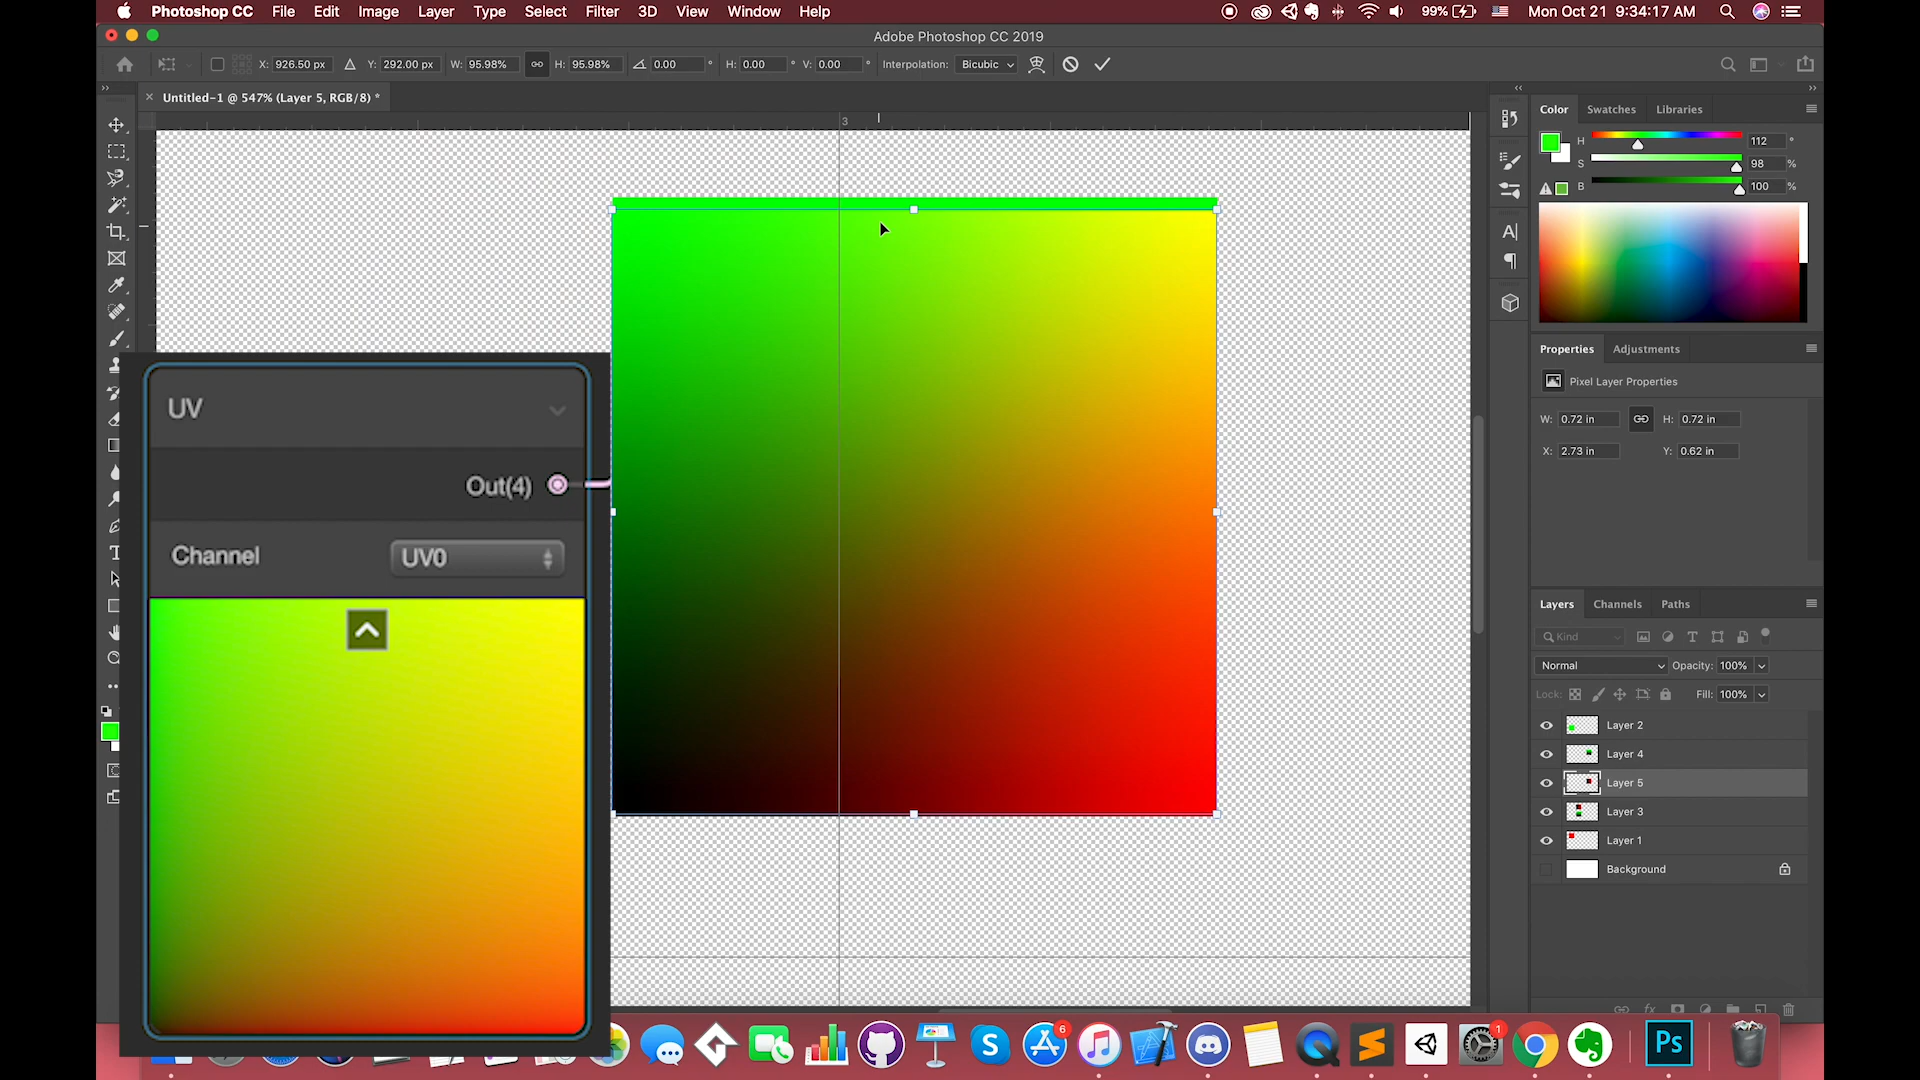 Photoshop CC File Edit Image Layer Type Select Filter 3D View Window Help 99% Mon Oct 21 9:34:17 AM
Adobe Photoshop CC 2019
X: 926.50 px Y: 292.00 px W: 95.98% H: 95.98% 0.00 ° H: 0.00 ° V: 0.00 ° Interpolation: Bicubic
Untitled-1 @ 547% (Layer 5, RGB/8) *
3
Color Swatches Libraries
H 112 °
S 98 %
B 100 %
Properties Adjustments
Pixel Layer Properties
W: 0.72 in H: 0.72 in
X: 2.73 in Y: 0.62 in
UV
Out(4)
Channel UV0
Layers Channels Paths
Kind
Normal Opacity: 100%
Lock: Fill: 100%
Layer 2
Layer 4
Layer 5
Layer 3
Layer 1
Background
fx
6
1
S
Ps